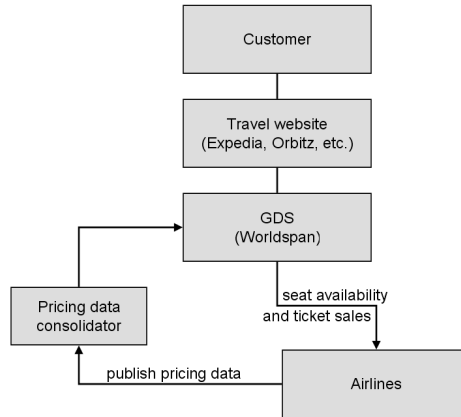 Customer
Travel website
(Expedia, Orbitz, etc.)
GDS
(Worldspan)
seat availability
and ticket sales
Pricing data
consolidator
publish pricing data
Airlines